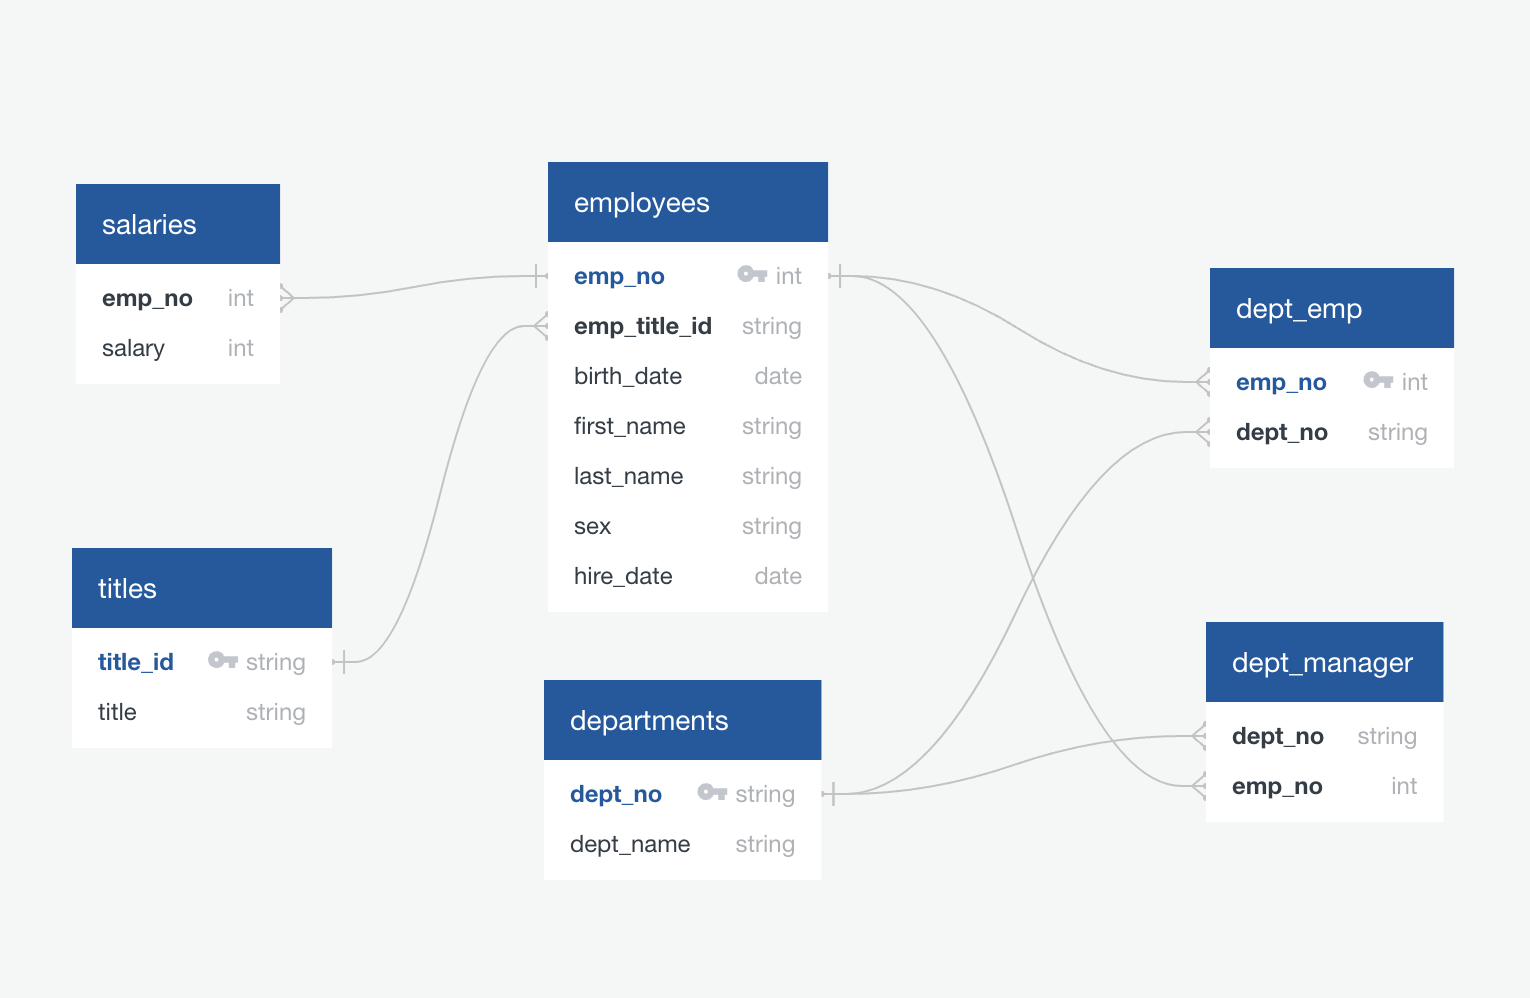 salaries
emp_no int
salary int
employees
emp_no int
emp_title_id string
birth_date date
first_name string
last_name string
sex string
hire_date date
dept_emp
emp_no int
dept_no string
titles
title_id string
title string
departments
dept_no string
dept_name string
dept_manager
dept_no string
emp_no int